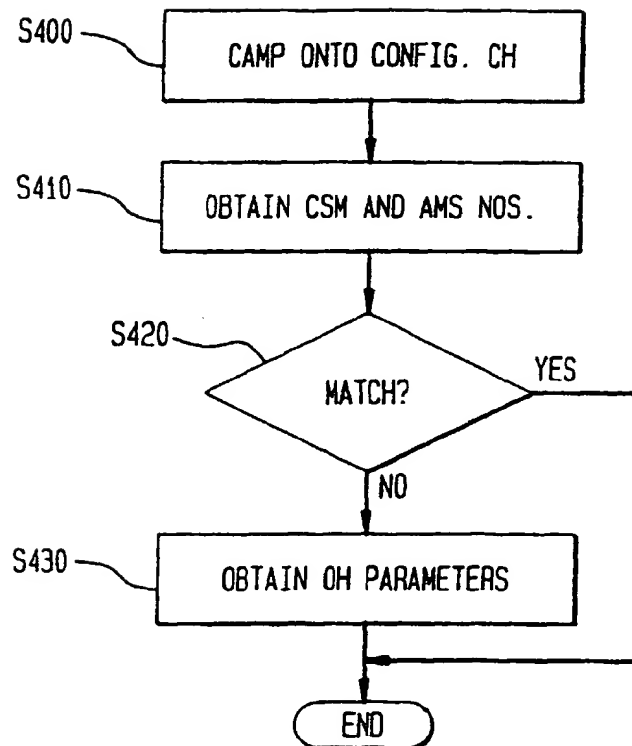 S400
CAMP ONTO CONFIG. CH
S410
OBTAIN CSM AND AMS NOS.
S420
MATCH?
YES
NO
S430
OBTAIN OH PARAMETERS
END